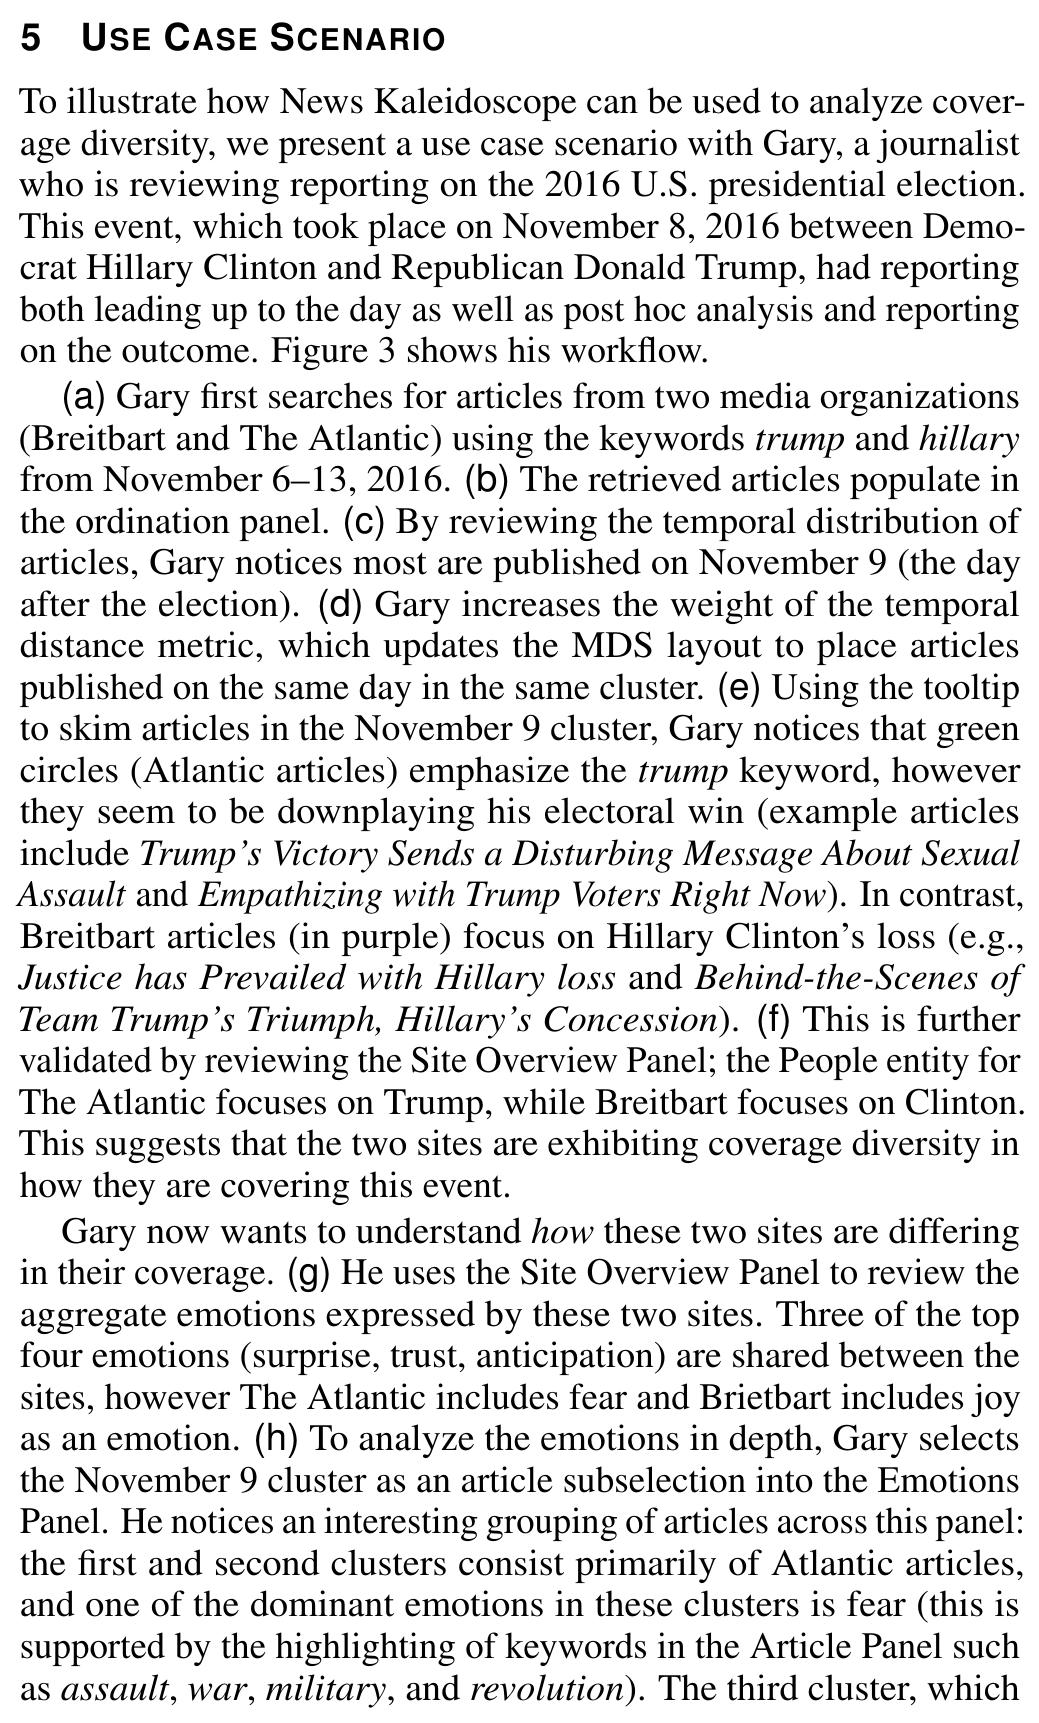 5 USE CASE SCENARIO
To illustrate how News Kaleidoscope can be used to analyze cover-
age diversity, we present a use case scenario with Gary, a journalist
who is reviewing reporting on the 2016 U.S. presidential election.
This event, which took place on November 8, 2016 between Demo-
crat Hillary Clinton and Republican Donald Trump, had reporting
both leading up to the day as well as post hoc analysis and reporting
on the outcome. Figure 3 shows his workflow.
(a) Gary first searches for articles from two media organizations
(Breitbart and The Atlantic) using the keywords trump and hillary
from November 6–13, 2016. (b) The retrieved articles populate in
the ordination panel. (c) By reviewing the temporal distribution of
articles, Gary notices most are published on November 9 (the day
after the election). (d) Gary increases the weight of the temporal
distance metric, which updates the MDS layout to place articles
published on the same day in the same cluster. (e) Using the tooltip
to skim articles in the November 9 cluster, Gary notices that green
circles (Atlantic articles) emphasize the trump keyword, however
they seem to be downplaying his electoral win (example articles
include Trump's Victory Sends a Disturbing Message About Sexual
Assault and Empathizing with Trump Voters Right Now). In contrast,
Breitbart articles (in purple) focus on Hillary Clinton's loss (e.g.,
Justice has Prevailed with Hillary loss and Behind-the-Scenes of
Team Trump's Triumph, Hillary's Concession). (f) This is further
validated by reviewing the Site Overview Panel; the People entity for
The Atlantic focuses on Trump, while Breitbart focuses on Clinton.
This suggests that the two sites are exhibiting coverage diversity in
how they are covering this event.
Gary now wants to understand how these two sites are differing
in their coverage. (g) He uses the Site Overview Panel to review the
aggregate emotions expressed by these two sites. Three of the top
four emotions (surprise, trust, anticipation) are shared between the
sites, however The Atlantic includes fear and Brietbart includes joy
as an emotion. (h) To analyze the emotions in depth, Gary selects
the November 9 cluster as an article subselection into the Emotions
Panel. He notices an interesting grouping of articles across this panel:
the first and second clusters consist primarily of Atlantic articles,
and one of the dominant emotions in these clusters is fear (this is
supported by the highlighting of keywords in the Article Panel such
as assault, war, military, and revolution). The third cluster, which